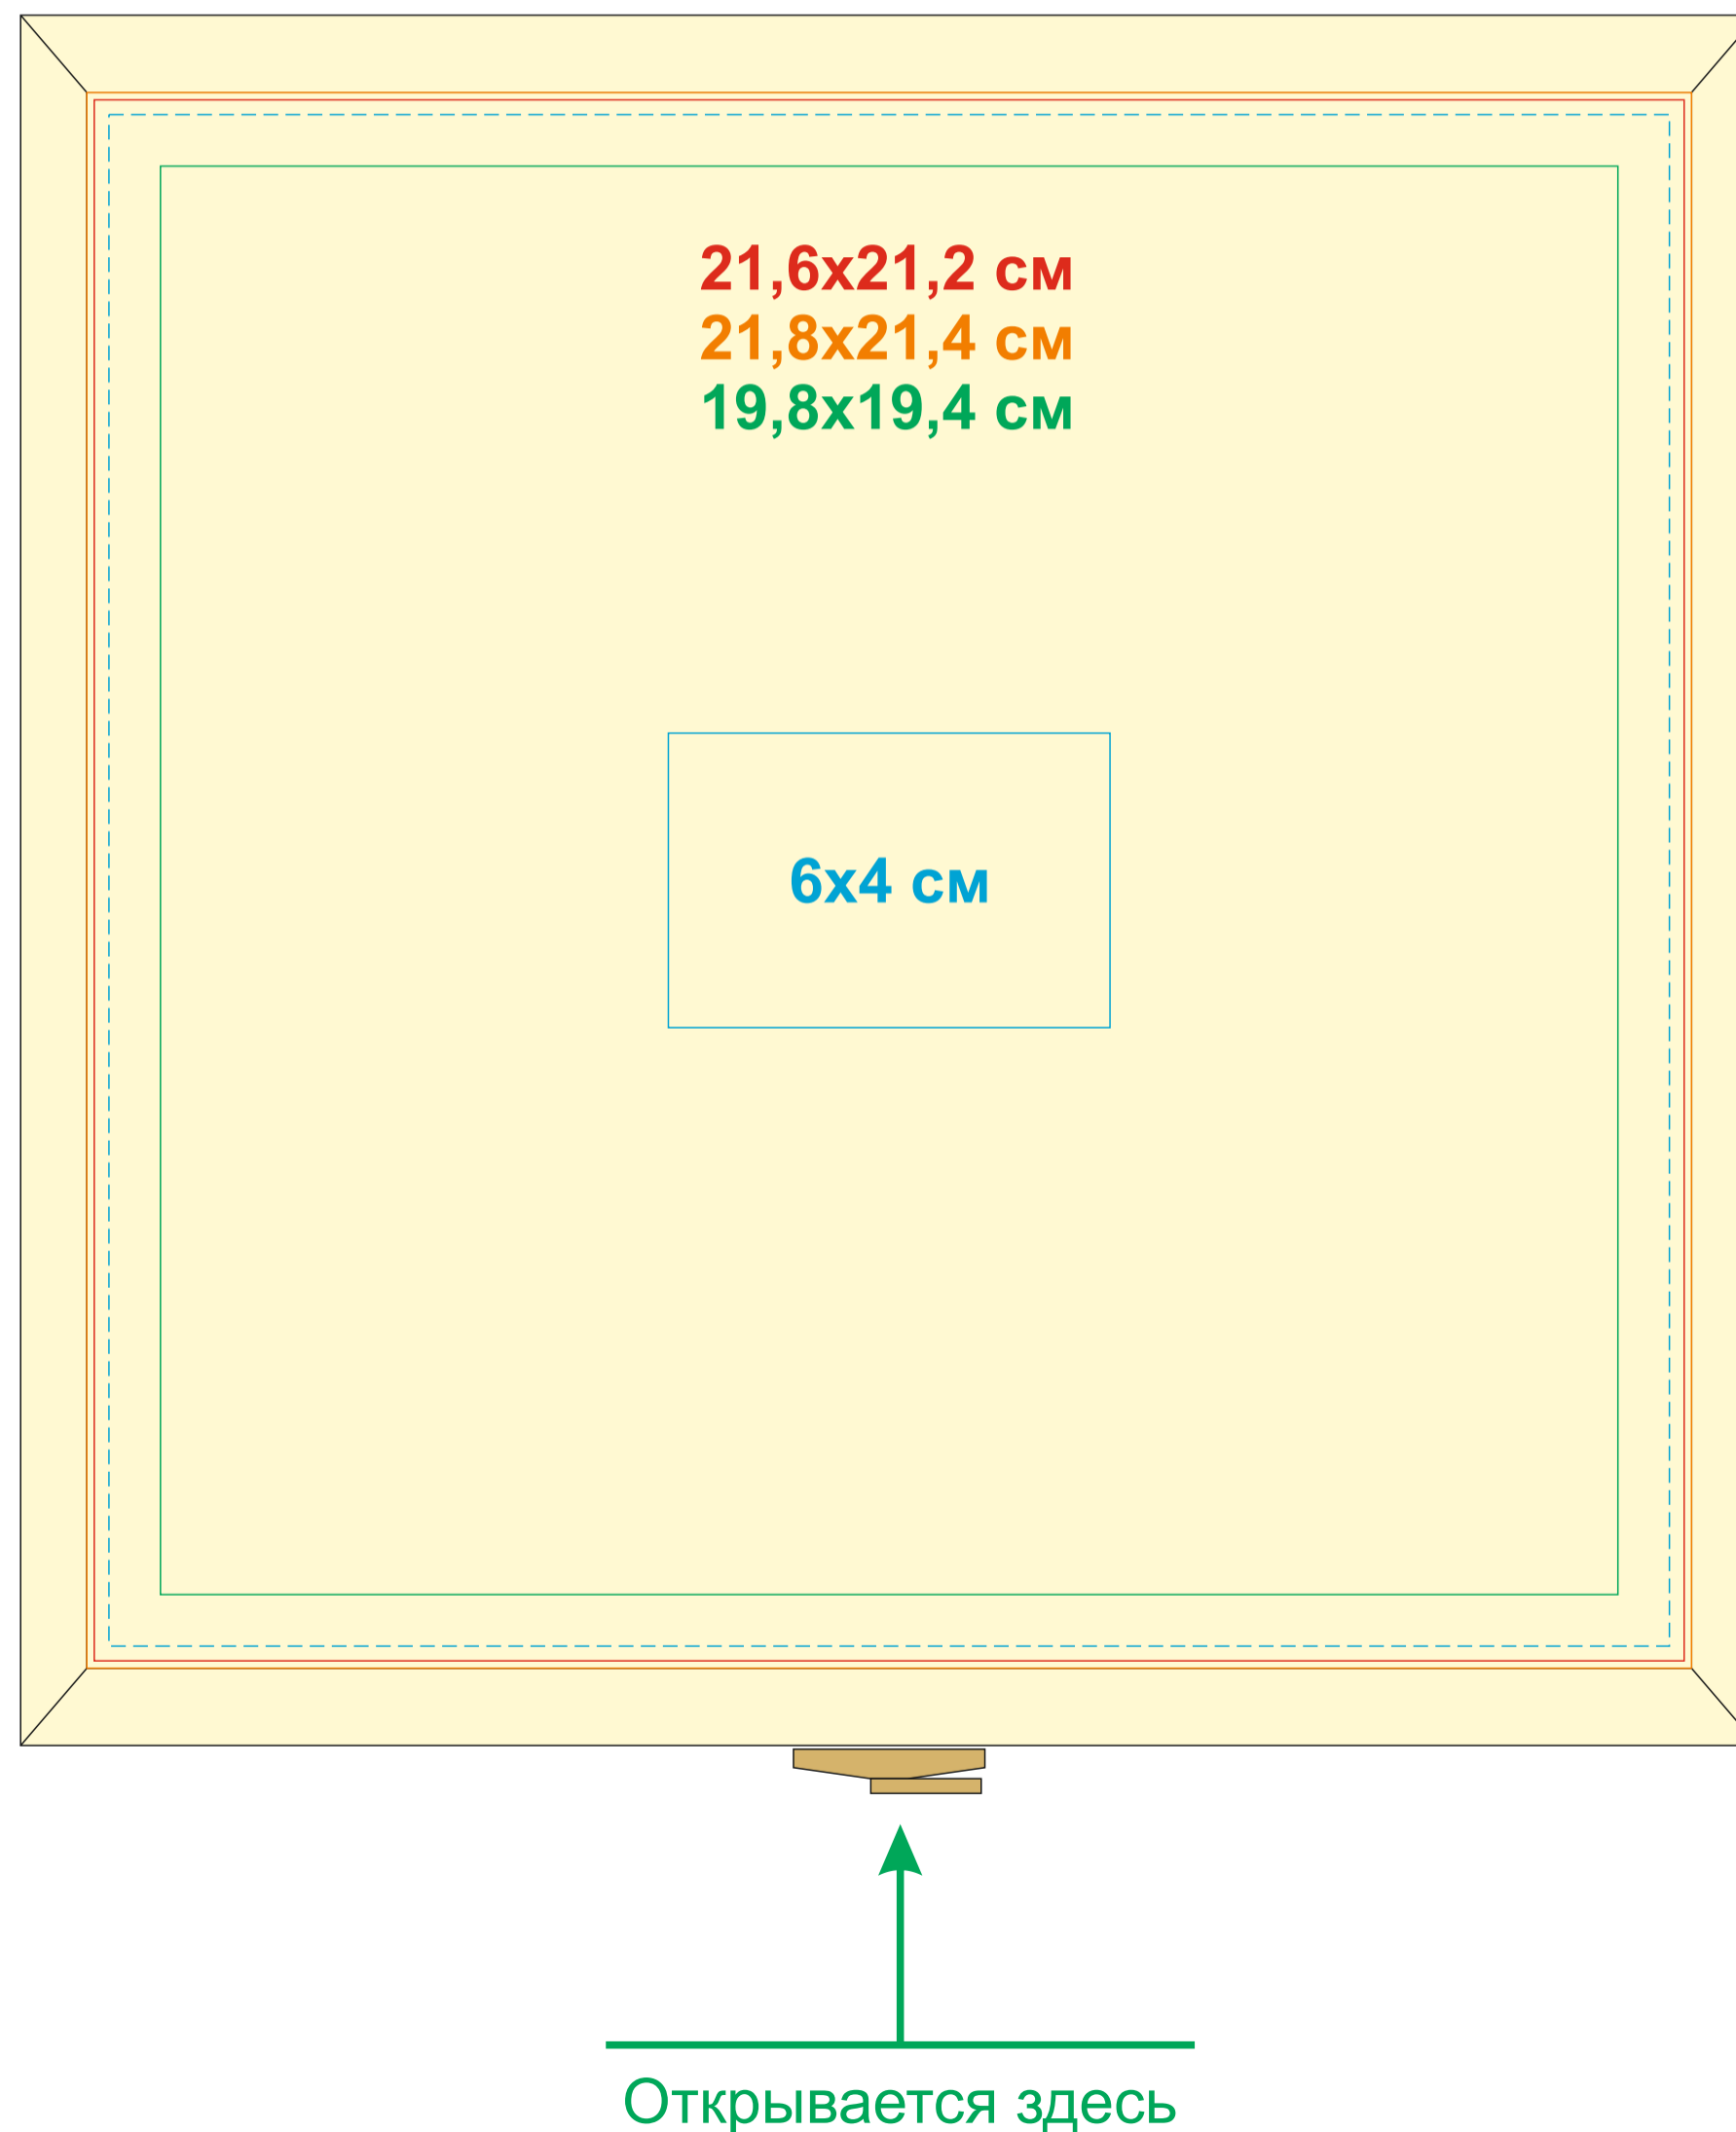 21,6х21,2 см
21,8х21,4 см
19,8х19,4 см
6х4 см
Открывается здесь